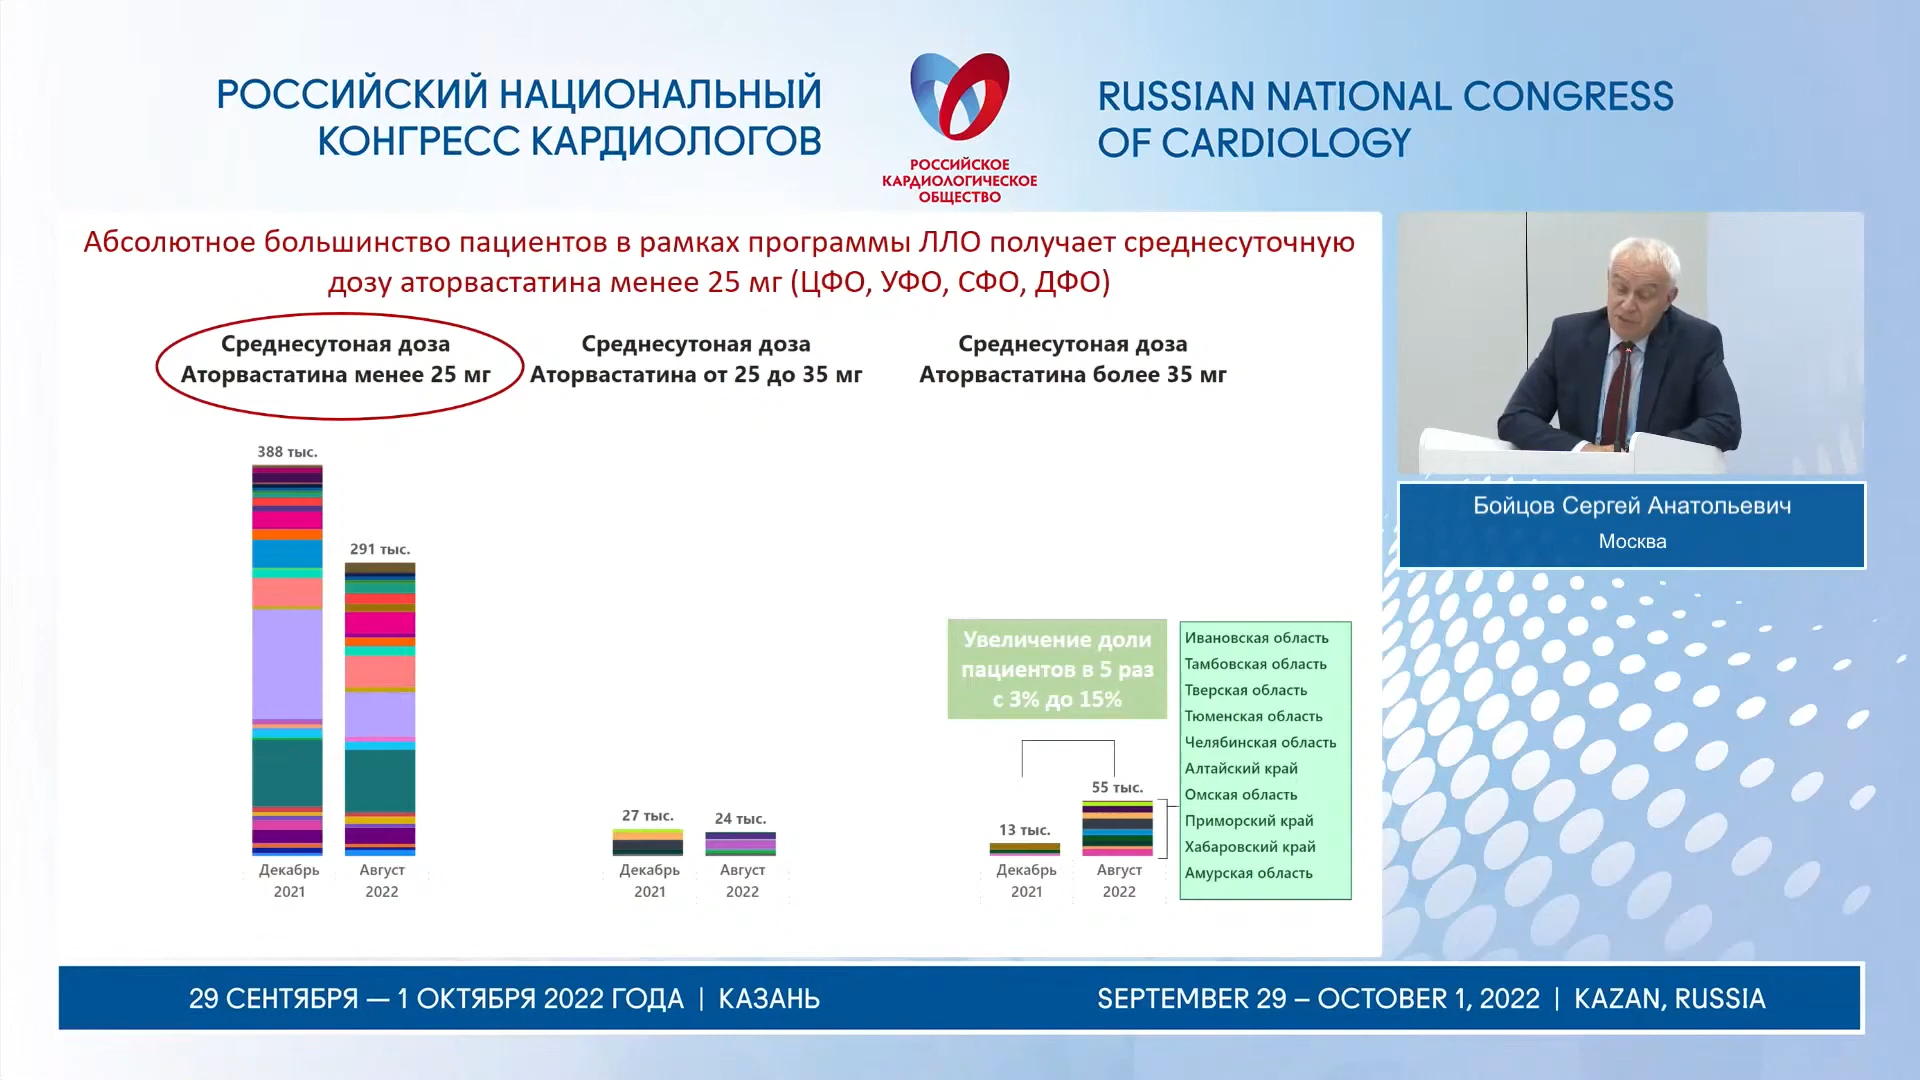 РОССИЙСКИЙ НАЦИОНАЛЬНЫЙ
КОНГРЕСС КАРДИОЛОГОВ
РОССИЙСКОЕ
КАРДИОЛОГИЧЕСКОЕ
ОБЩЕСТВО
RUSSIAN NATIONAL CONGRESS
OF CARDIOLOGY
Абсолютное большинство пациентов в рамках программы ЛЛО получает среднесуточную
дозу аторвастатина менее 25 мг (ЦФО, УФО, СФО, ДФО)
Среднесутоная доза
Аторвастатина менее 25 мг
Среднесутоная доза
Аторвастатина от 25 до 35 мг
Среднесутоная доза
Аторвастатина более 35 мг
388 тыс.
291 тыс.
Декабрь
2021
Август
2022
27 тыс.
24 тыс.
Декабрь
2021
Август
2022
Увеличение доли
пациентов в 5 раз
с 3% до 15%
13 тыс.
55 тыс.
Декабрь
2021
Август
2022
Ивановская область
Тамбовская область
Тверская область
Тюменская область
Челябинская область
Алтайский край
Омская область
Приморский край
Хабаровский край
Амурская область
Бойцов Сергей Анатольевич
Москва
29 СЕНТЯБРЯ — 1 ОКТЯБРЯ 2022 ГОДА | КАЗАНЬ
SEPTEMBER 29 – OCTOBER 1, 2022 | KAZAN, RUSSIA